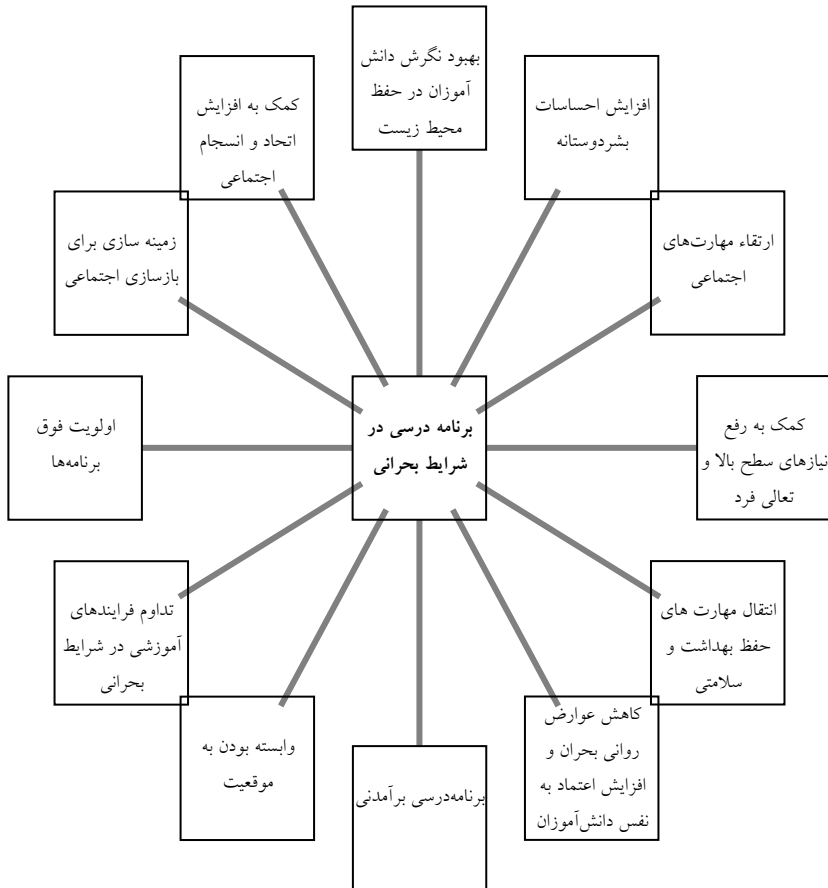 بهبود نگرش دانش
آموزان در حفظ
محیط زیست
افزایش احساسات
بشردوستانه
ارتقاء مهارت‌های
اجتماعی
کمک به رفع
نیازهای سطح بالا و
تعالی فرد
انتقال مهارت های
حفظ بهداشت و
سلامتی
کاهش عوارض
روانی بحران و
افزایش اعتماد به
نفس دانش‌آموزان
برنامه‌درسی برآمدنی
وابسته بودن به
موقعیت
تداوم فرایندهای
آموزشی در شرایط
بحرانی
اولویت فوق
برنامه‌ها
زمینه سازی برای
بازسازی اجتماعی
کمک به افزایش
اتحاد و انسجام
اجتماعی
برنامه درسی در
شرایط بحرانی